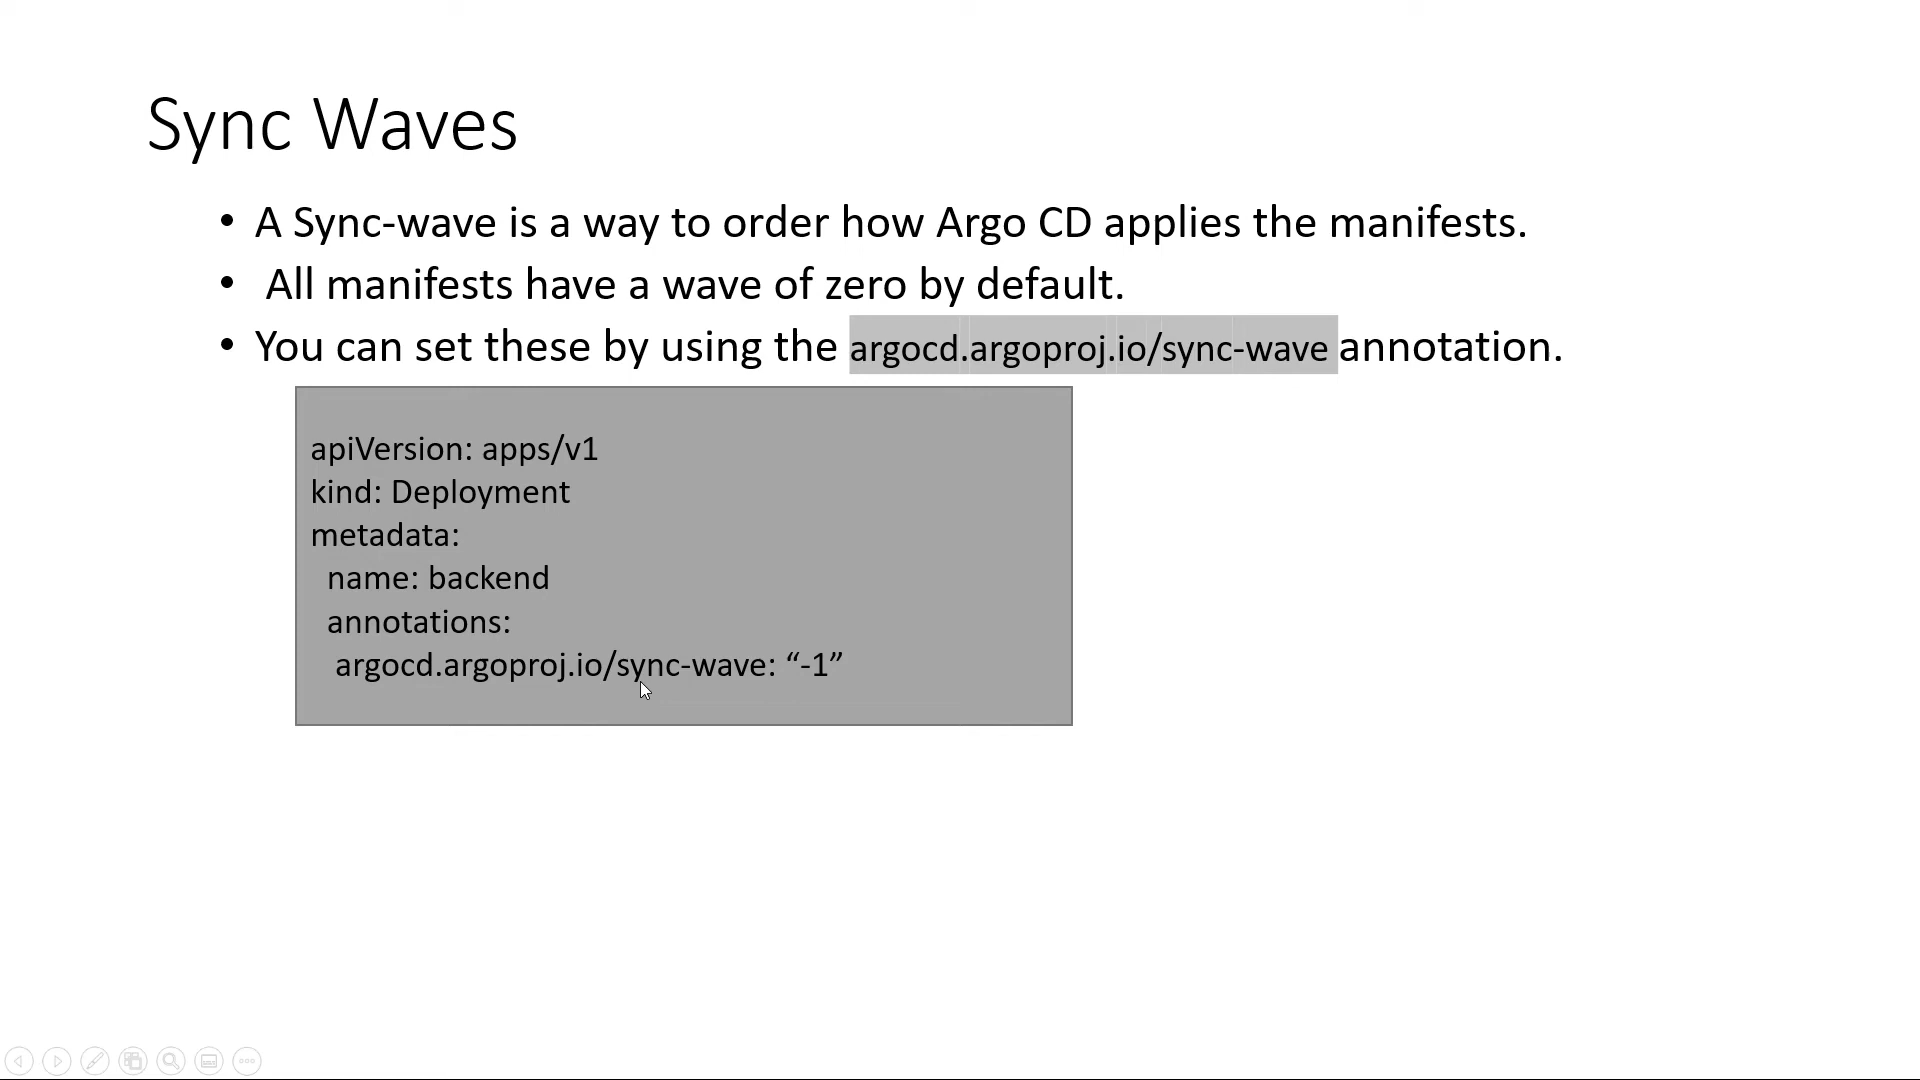 Sync Waves
• A Sync-wave is a way to order how Argo CD applies the manifests.
• All manifests have a wave of zero by default.
• You can set these by using the argocd.argoproj.io/sync-wave annotation.
apiVersion: apps/v1
kind: Deployment
metadata:
  name: backend
  annotations:
   argocd.argoproj.io/sync-wave: “-1”